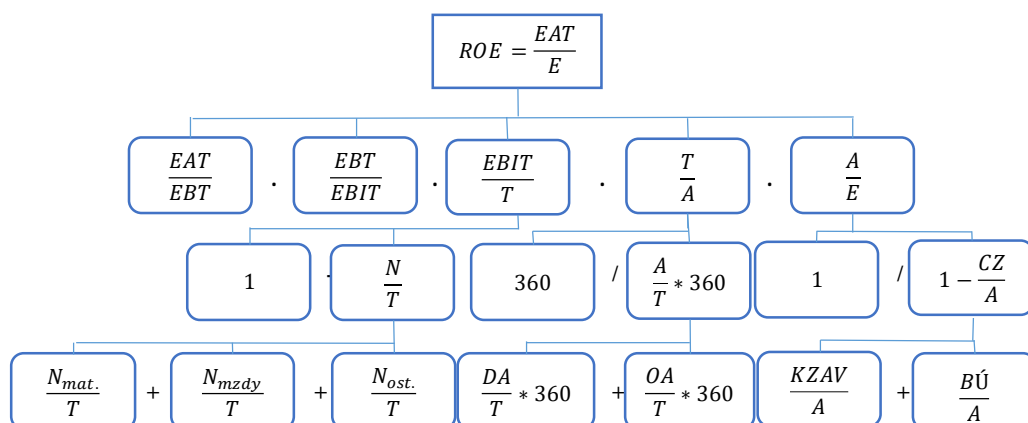 ROE = EAT/E
EAT/EBT . EBT/EBIT . EBIT/T . T/A . A/E
1 - N/T 360 / A/T * 360 1 / 1 − CZ/A
N_mat./T + N_mzdy/T + N_ost./T DA/T * 360 + OA/T * 360 KZAV/A + BÚ/A